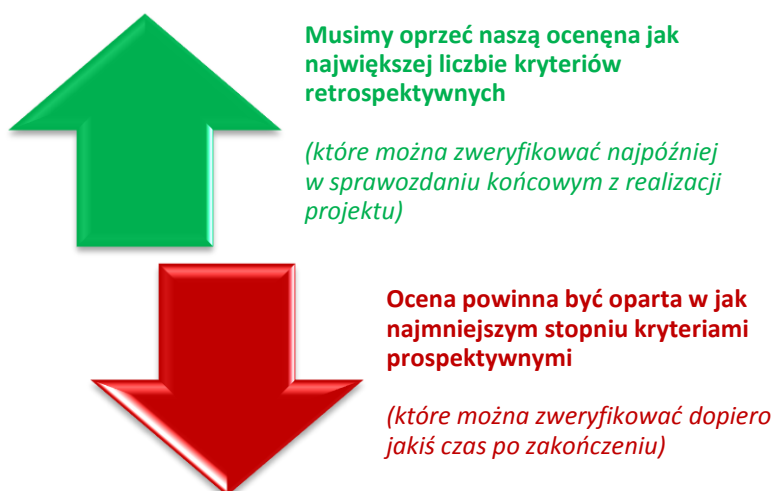 Musimy oprzeć naszą ocenęna jak
największej liczbie kryteriów
retrospektywnych
(które można zweryfikować najpóźniej
w sprawozdaniu końcowym z realizacji
projektu)
Ocena powinna być oparta w jak
najmniejszym stopniu kryteriami
prospektywnymi
(które można zweryfikować dopiero
jakiś czas po zakończeniu)